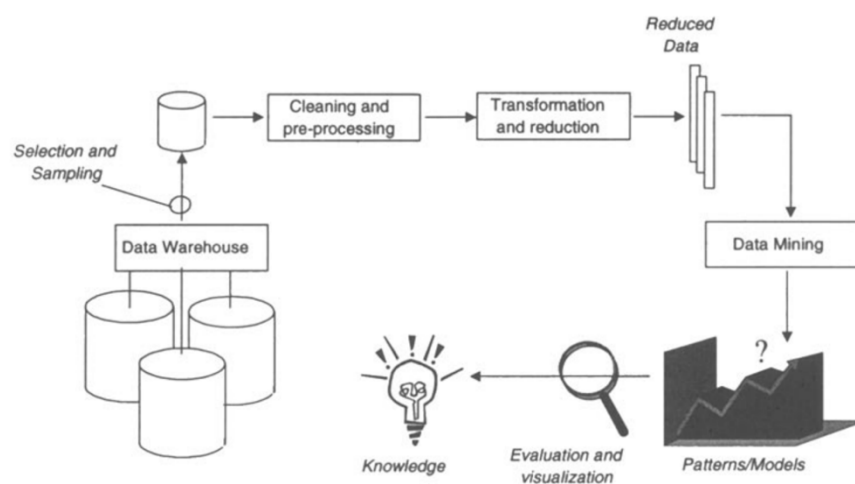 Reduced
Data
Cleaning and
pre-processing
Transformation
and reduction
Selection and
Sampling
Data Warehouse
Data Mining
?
Knowledge
Evaluation and
visualization
Patterns/Models